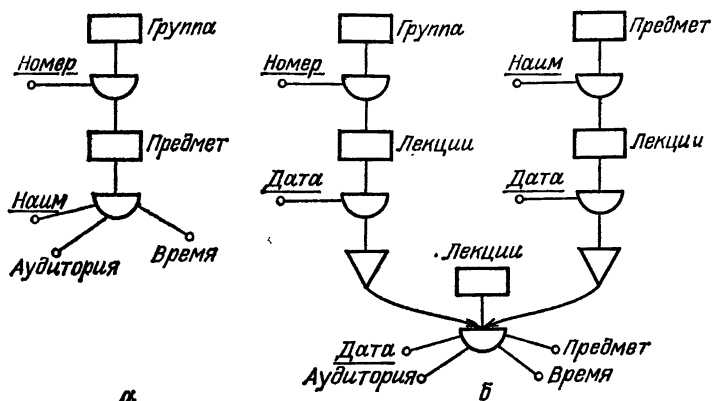 Группа
Номер
Предмет
Наим
Аудитория
Время
а
Группа
Номер
Лекции
Дата
Предмет
Наим
Лекции
Дата
Лекции
Дата
Аудитория
Предмет
Время
б